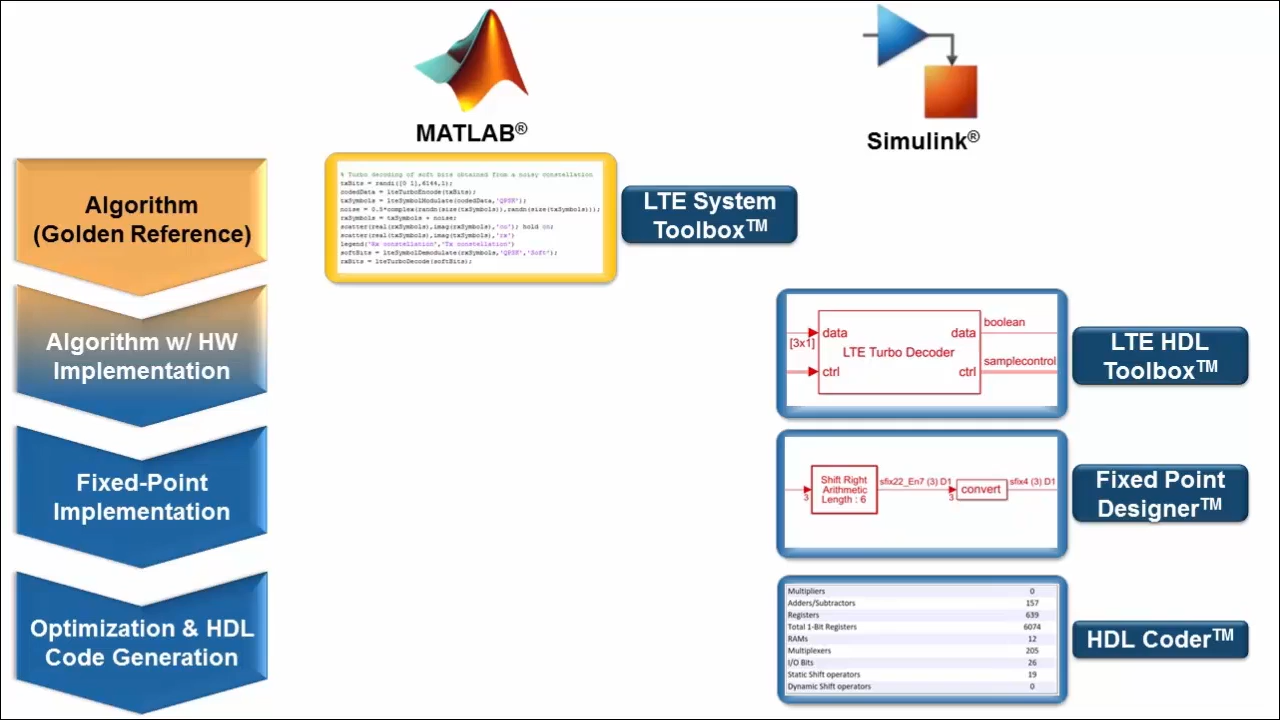 MATLAB®
Simulink®
Algorithm
(Golden Reference)
% Turbo decoding of soft bits obtained from a noisy constellation
txBits = randi([0 1],6144,1);
codedData = lteTurboEncode(txBits);
txSymbols = lteSymbolModulate(codedData,'QPSK');
noise = 0.5*complex(randn(size(txSymbols)),randn(size(txSymbols)));
rxSymbols = txSymbols + noise;
scatter(real(rxSymbols),imag(rxSymbols),'co'); hold on;
scatter(real(txSymbols),imag(txSymbols),'rx')
legend('Rx constellation','Tx constellation')
softBits = lteSymbolDemodulate(rxSymbols,'QPSK','Soft');
rxBits = lteTurboDecode(softBits);
LTE System
Toolbox™
Algorithm w/ HW
Implementation
[3x1]
data
ctrl
LTE Turbo Decoder
data
ctrl
boolean
samplecontrol
LTE HDL
Toolbox™
Fixed-Point
Implementation
3
Shift Right
Arithmetic
Length : 6
sfix22_En7 (3) D1
3
convert
sfix4 (3) D1
Fixed Point
Designer™
Optimization & HDL
Code Generation
Multipliers 0
Adders/Subtractors 157
Registers 639
Total 1-Bit Registers 6074
RAMs 12
Multiplexers 205
I/O Bits 26
Static Shift operators 19
Dynamic Shift operators 0
HDL Coder™